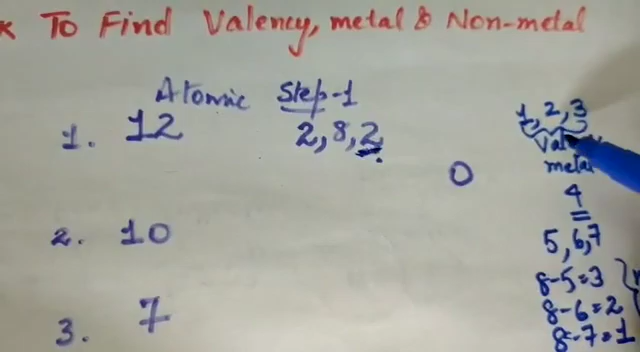 To Find Valency, metal & Non-metal
Atomic Step-1
1. 12 2, 8, 2
1, 2, 3
metal
0
4
2. 10
5, 6, 7
8-5=3
8-6=2
3. 7
8-7=1